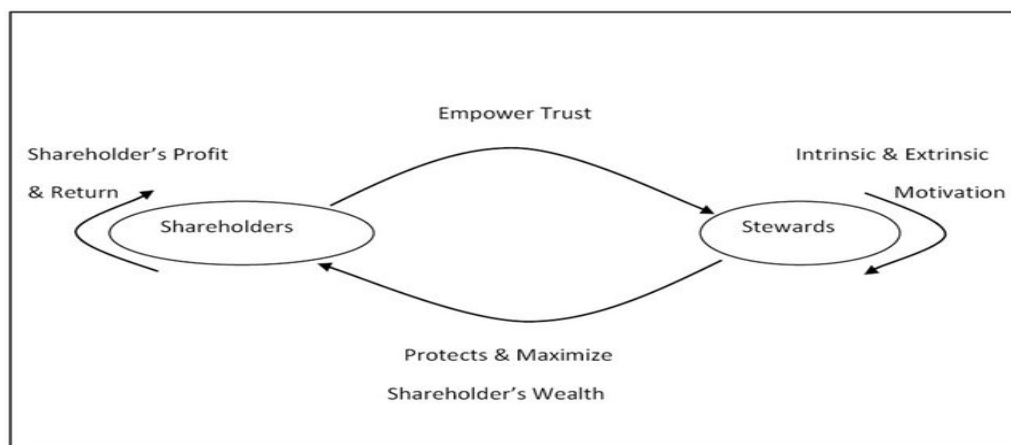 Empower Trust
Shareholder's Profit
& Return
Intrinsic & Extrinsic
Motivation
Shareholders
Stewards
Protects & Maximize
Shareholder's Wealth